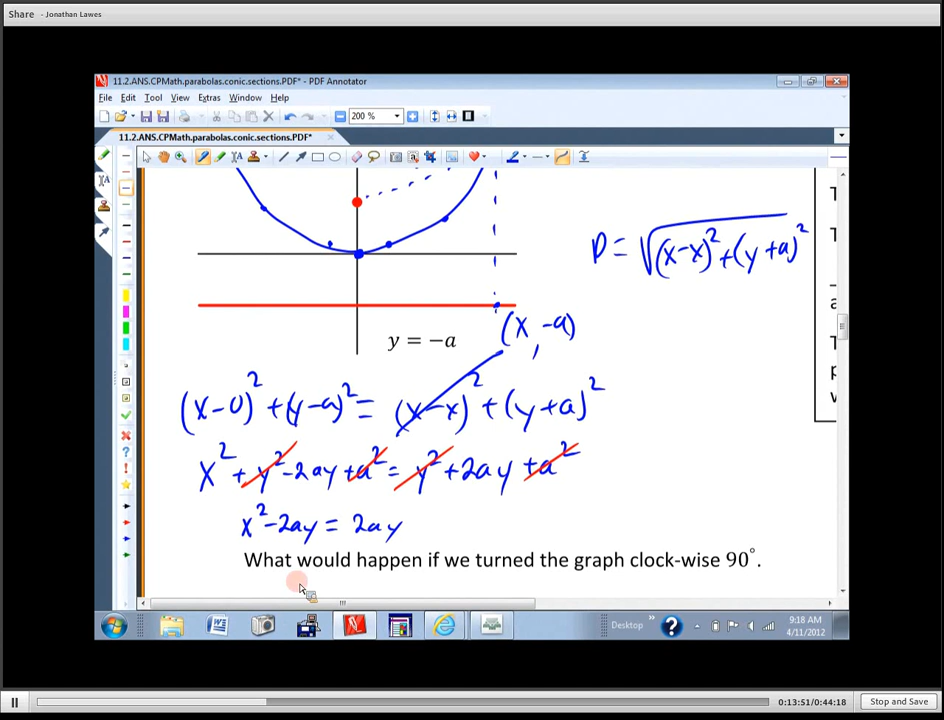 Share - Jonathan Lawes
11.2.ANS.CPMath.parabolas.conic.sections.PDF* - PDF Annotator
File Edit Tool View Extras Window Help
200 %
11.2.ANS.CPMath.parabolas.conic.sections.PDF*
D = √((x-x)²+(y+a)²)
(x, -a)
y = −a
(x-0)²+(y-a)² = (x-x)²+(y+a)²
x²+y²-2ay+a² = y²+2ay+a²
x²-2ay = 2ay
What would happen if we turned the graph clock-wise 90°.
Desktop
9:18 AM
4/11/2012
0:13:51/0:44:18
Stop and Save